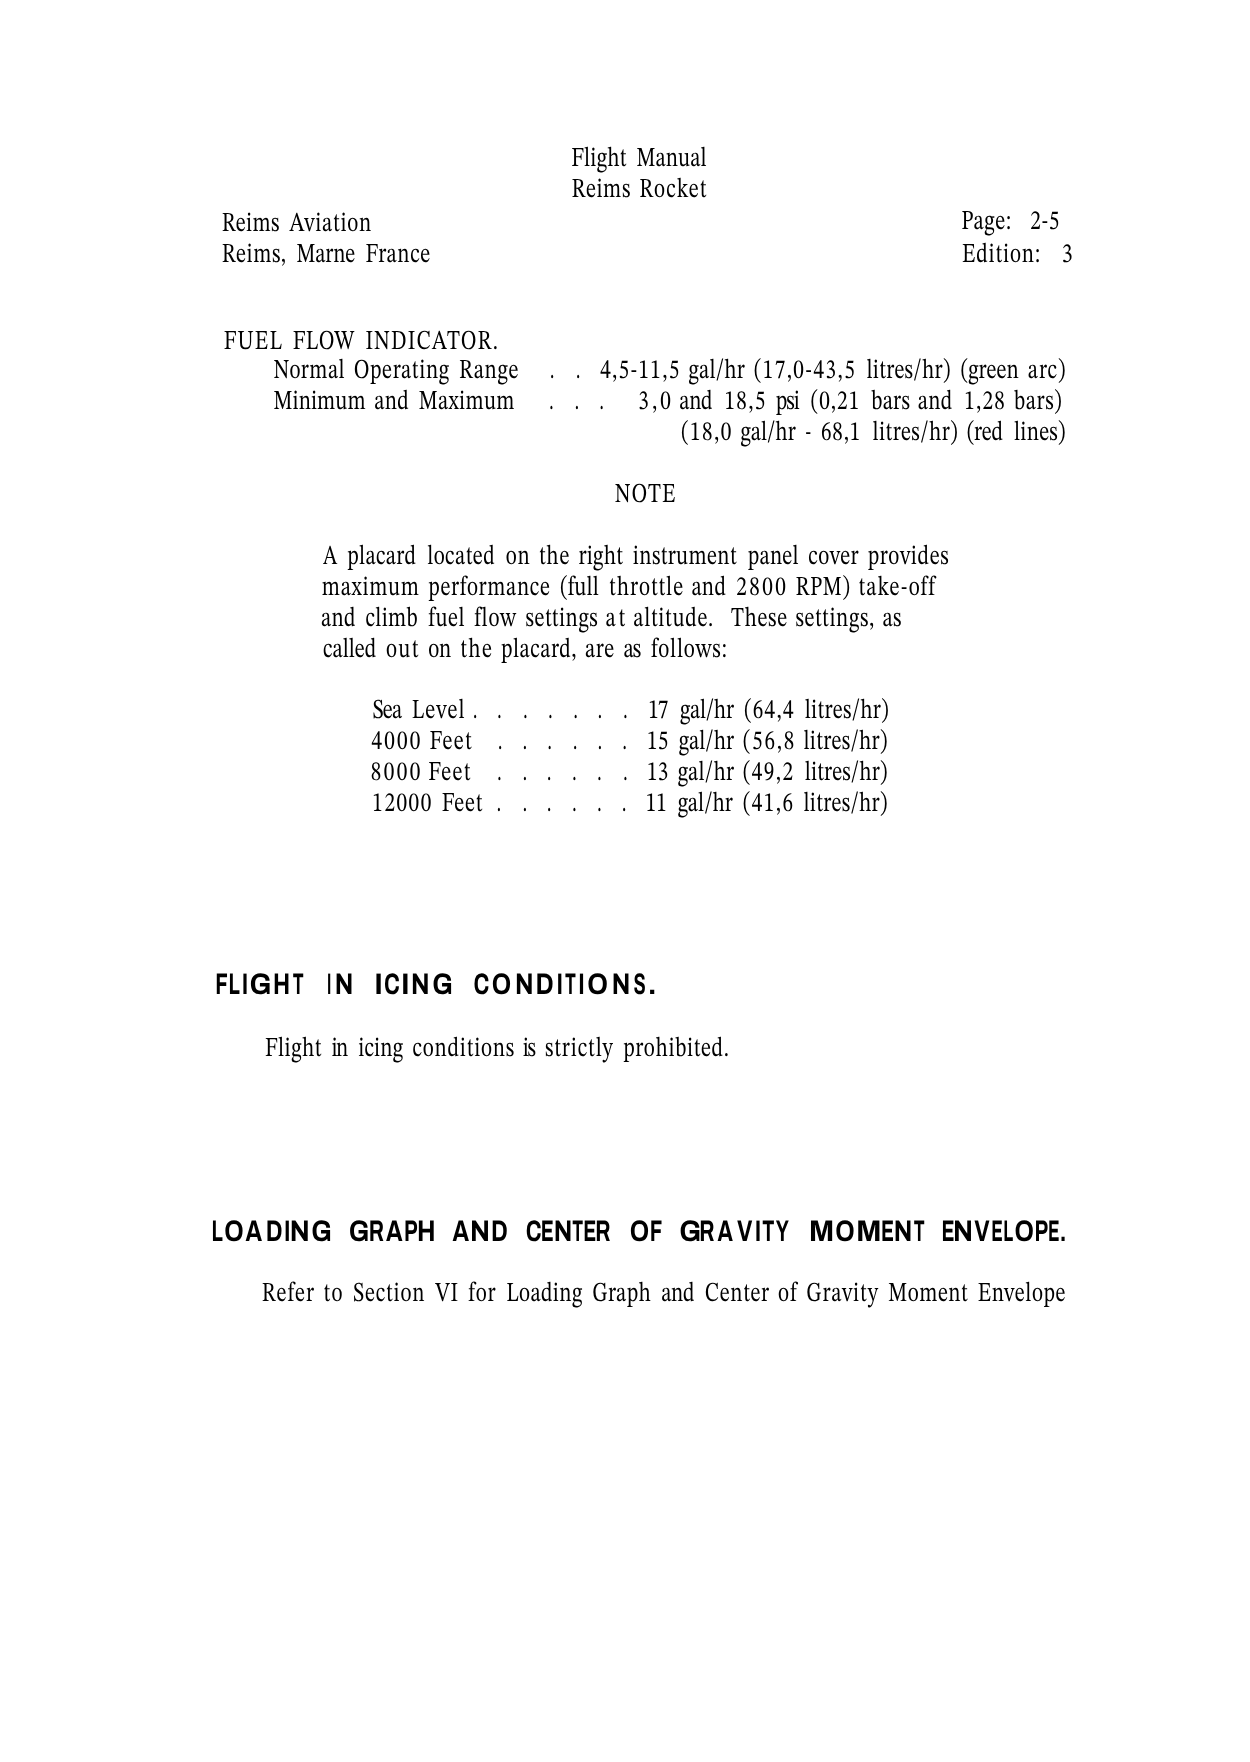 Flight Manual
Reims Rocket
Reims Aviation Page: 2-5
Reims, Marne France Edition: 3
FUEL FLOW INDICATOR.
Normal Operating Range . . 4,5-11,5 gal/hr (17,0-43,5 litres/hr) (green arc)
Minimum and Maximum . . . 3,0 and 18,5 psi (0,21 bars and 1,28 bars)
(18,0 gal/hr - 68,1 litres/hr) (red lines)
NOTE
A placard located on the right instrument panel cover provides
maximum performance (full throttle and 2800 RPM) take-off
and climb fuel flow settings at altitude. These settings, as
called out on the placard, are as follows:
Sea Level . . . . . . . 17 gal/hr (64,4 litres/hr)
4000 Feet . . . . . . 15 gal/hr (56,8 litres/hr)
8000 Feet . . . . . . 13 gal/hr (49,2 litres/hr)
12000 Feet . . . . . . 11 gal/hr (41,6 litres/hr)
FLIGHT IN ICING CONDITIONS.
Flight in icing conditions is strictly prohibited.
LOADING GRAPH AND CENTER OF GRAVITY MOMENT ENVELOPE.
Refer to Section VI for Loading Graph and Center of Gravity Moment Envelope